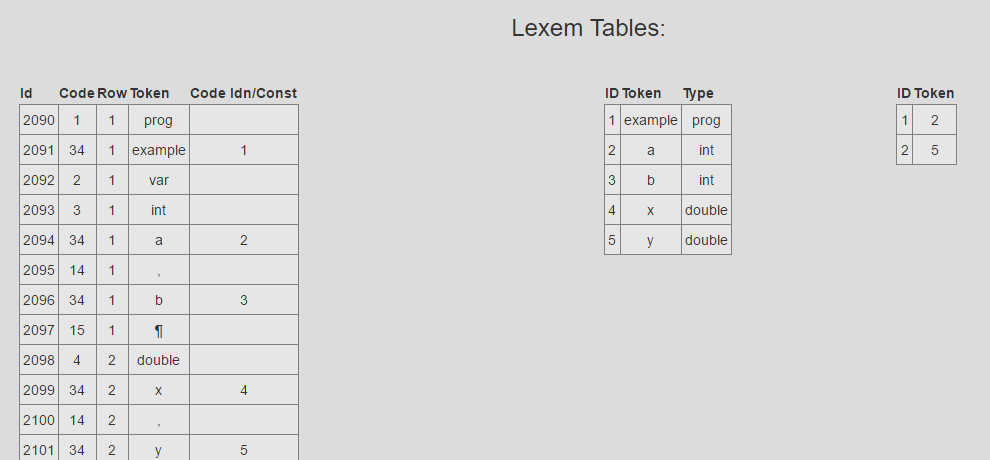 Lexem Tables:
Id Code Row Token Code Idn/Const
2090 1 1 prog
2091 34 1 example 1
2092 2 1 var
2093 3 1 int
2094 34 1 a 2
2095 14 1 ,
2096 34 1 b 3
2097 15 1 ¶
2098 4 2 double
2099 34 2 x 4
2100 14 2 ,
2101 34 2 y 5
ID Token Type
1 example prog
2 a int
3 b int
4 x double
5 y double
ID Token
1 2
2 5